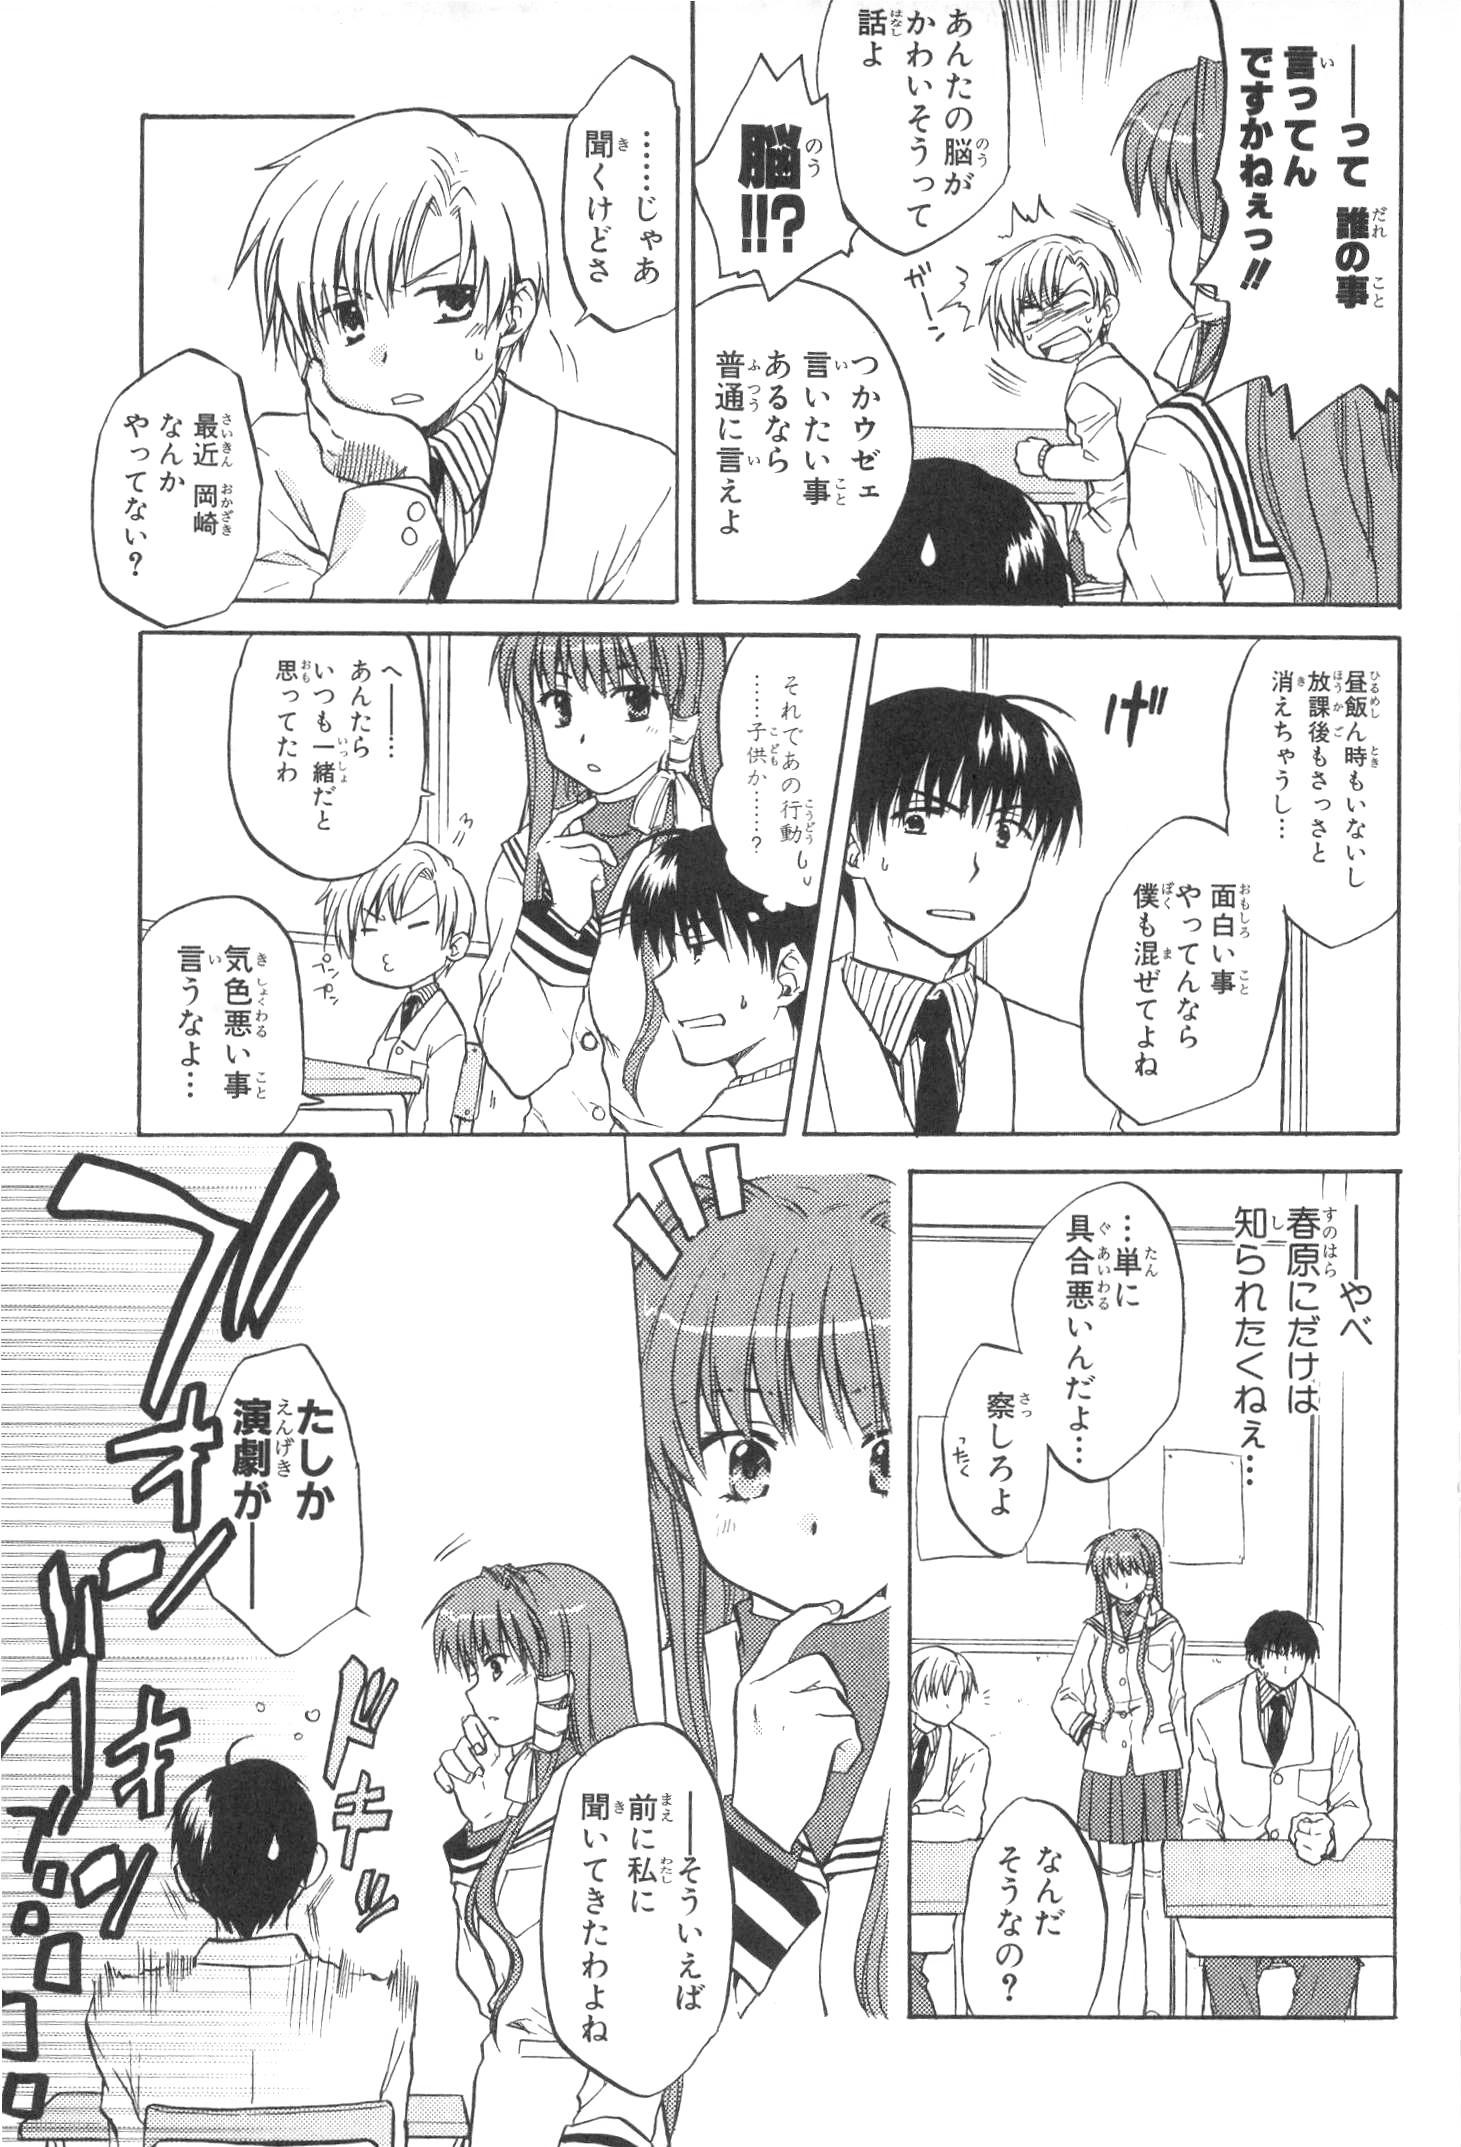 ――って 誰の事
言ってん
ですかねぇっ!!
あんたの脳が
かわいそうって
話よ
脳!!?
ガーン
つかウゼェ
言いたい事
あるなら
普通に言えよ
……じゃあ
聞くけどさ
最近 岡崎
なんか
やってない?
昼飯ん時もいないし
放課後もさっさと
消えちゃうし…
げ
面白い事
やってんなら
僕も混ぜてよね
それであの行動
……子供か……?
へ――…
あんたら
いつも一緒だと
思ってたわ
プンプン
気色悪い事
言うなよ…
――やべ
春原にだけは
知られたくねぇ…
…単に
具合悪いんだよ…
察しろよ
ったく
なんだ
そうなの?
――そういえば
前に私に
聞いてきたわよね
たしか
演劇が――
ドキッ